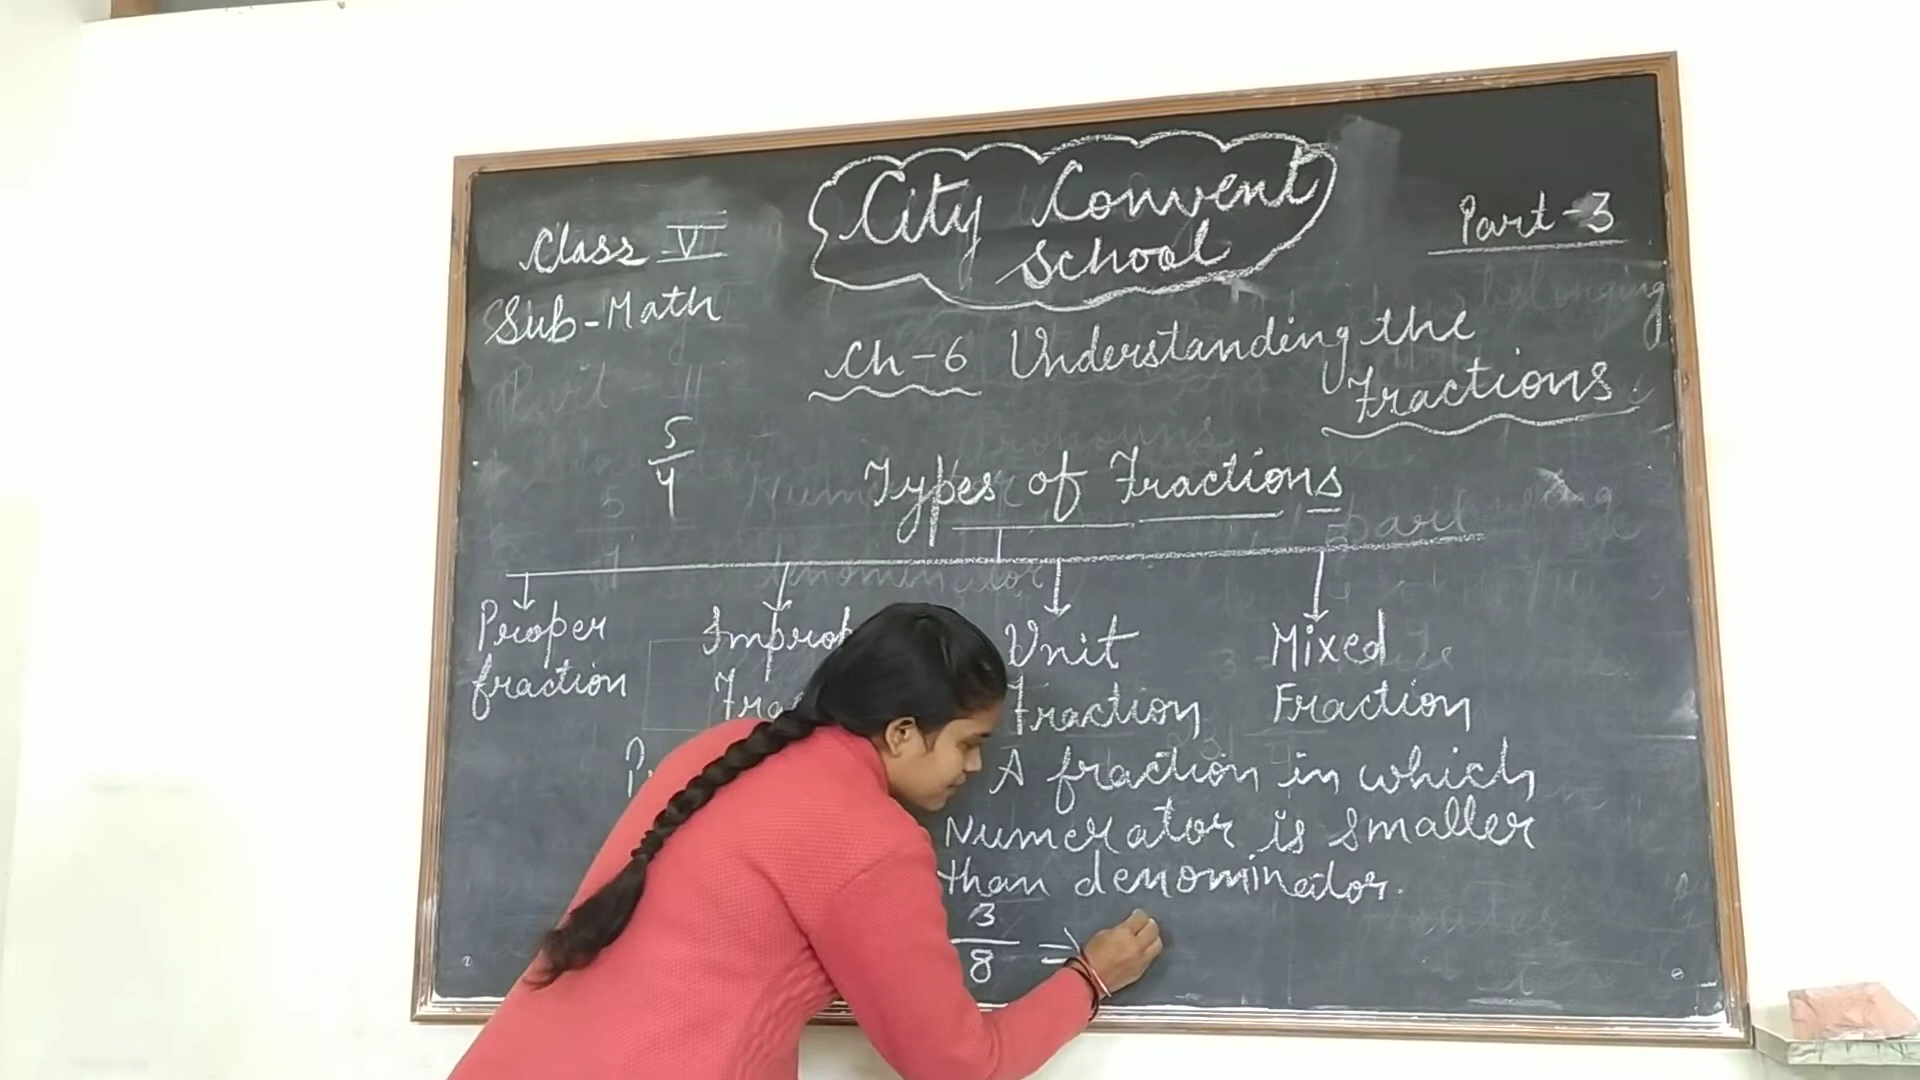 City Convent
School
Class V
Sub-Math
Part-3
Ch-6 Understanding the
Fractions
5
4
Types of Fractions
Proper
fraction
Unit
Fraction
Mixed
Fraction
A fraction in which
Numerator is smaller
than denominator.
3
8 =>